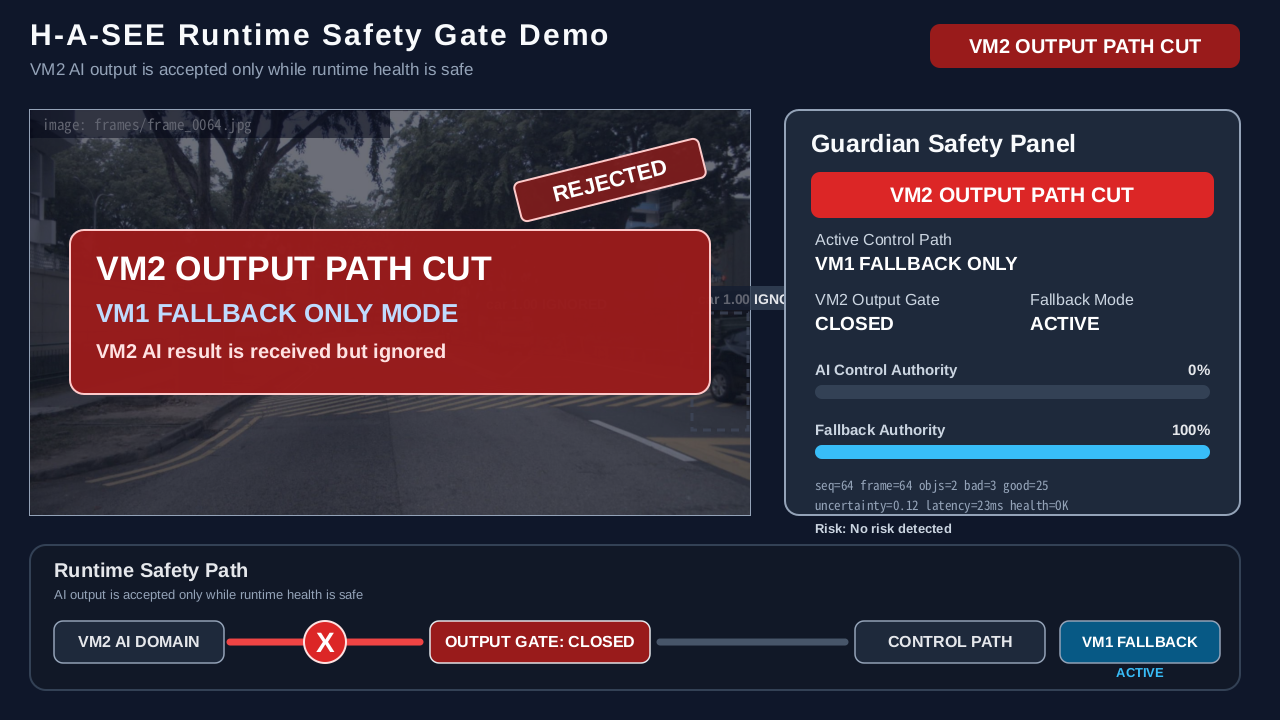 H-A-SEE Runtime Safety Gate Demo
VM2 AI output is accepted only while runtime health is safe
VM2 OUTPUT PATH CUT
image: frames/frame_0064.jpg
REJECTED
VM2 OUTPUT PATH CUT
VM1 FALLBACK ONLY MODE
VM2 AI result is received but ignored
1.00 
Guardian Safety Panel
VM2 OUTPUT PATH CUT
Active Control Path
VM1 FALLBACK ONLY
VM2 Output Gate
CLOSED
Fallback Mode
ACTIVE
AI Control Authority 0%
Fallback Authority 100%
seq=64 frame=64 objs=2 bad=3 good=25
uncertainty=0.12 latency=23ms health=OK
Risk: No risk detected
Runtime Safety Path
AI output is accepted only while runtime health is safe
VM2 AI DOMAIN
X
OUTPUT GATE: CLOSED
CONTROL PATH
VM1 FALLBACK
ACTIVE